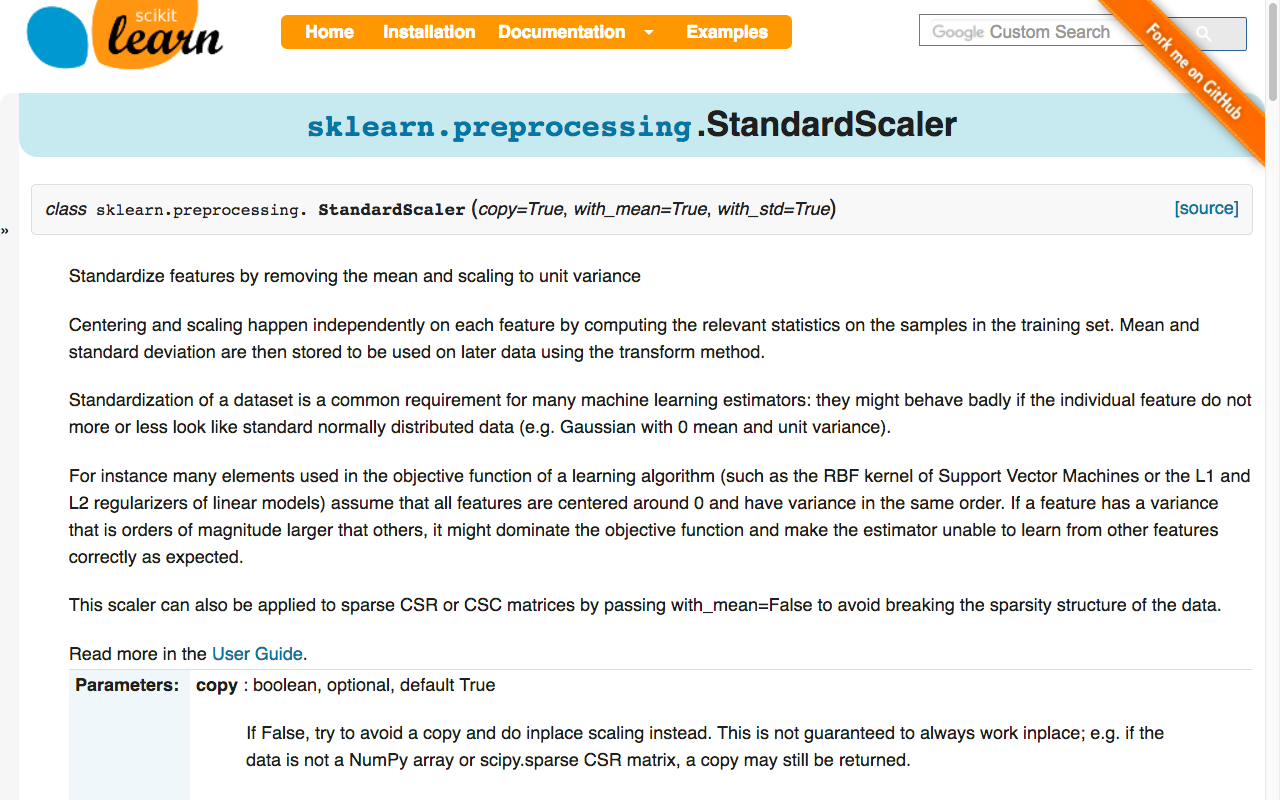 scikit
learn
Home Installation Documentation Examples
Google Custom Search
Fork me on GitHub
sklearn.preprocessing.StandardScaler
class sklearn.preprocessing. StandardScaler (copy=True, with_mean=True, with_std=True) [source]
»
Standardize features by removing the mean and scaling to unit variance
Centering and scaling happen independently on each feature by computing the relevant statistics on the samples in the training set. Mean and
standard deviation are then stored to be used on later data using the transform method.
Standardization of a dataset is a common requirement for many machine learning estimators: they might behave badly if the individual feature do not
more or less look like standard normally distributed data (e.g. Gaussian with 0 mean and unit variance).
For instance many elements used in the objective function of a learning algorithm (such as the RBF kernel of Support Vector Machines or the L1 and
L2 regularizers of linear models) assume that all features are centered around 0 and have variance in the same order. If a feature has a variance
that is orders of magnitude larger that others, it might dominate the objective function and make the estimator unable to learn from other features
correctly as expected.
This scaler can also be applied to sparse CSR or CSC matrices by passing with_mean=False to avoid breaking the sparsity structure of the data.
Read more in the User Guide.
Parameters: copy : boolean, optional, default True
If False, try to avoid a copy and do inplace scaling instead. This is not guaranteed to always work inplace; e.g. if the
data is not a NumPy array or scipy.sparse CSR matrix, a copy may still be returned.